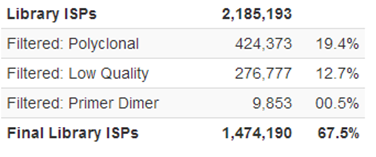 Library ISPs 2,185,193
Filtered: Polyclonal 424,373 19.4%
Filtered: Low Quality 276,777 12.7%
Filtered: Primer Dimer 9,853 00.5%
Final Library ISPs 1,474,190 67.5%